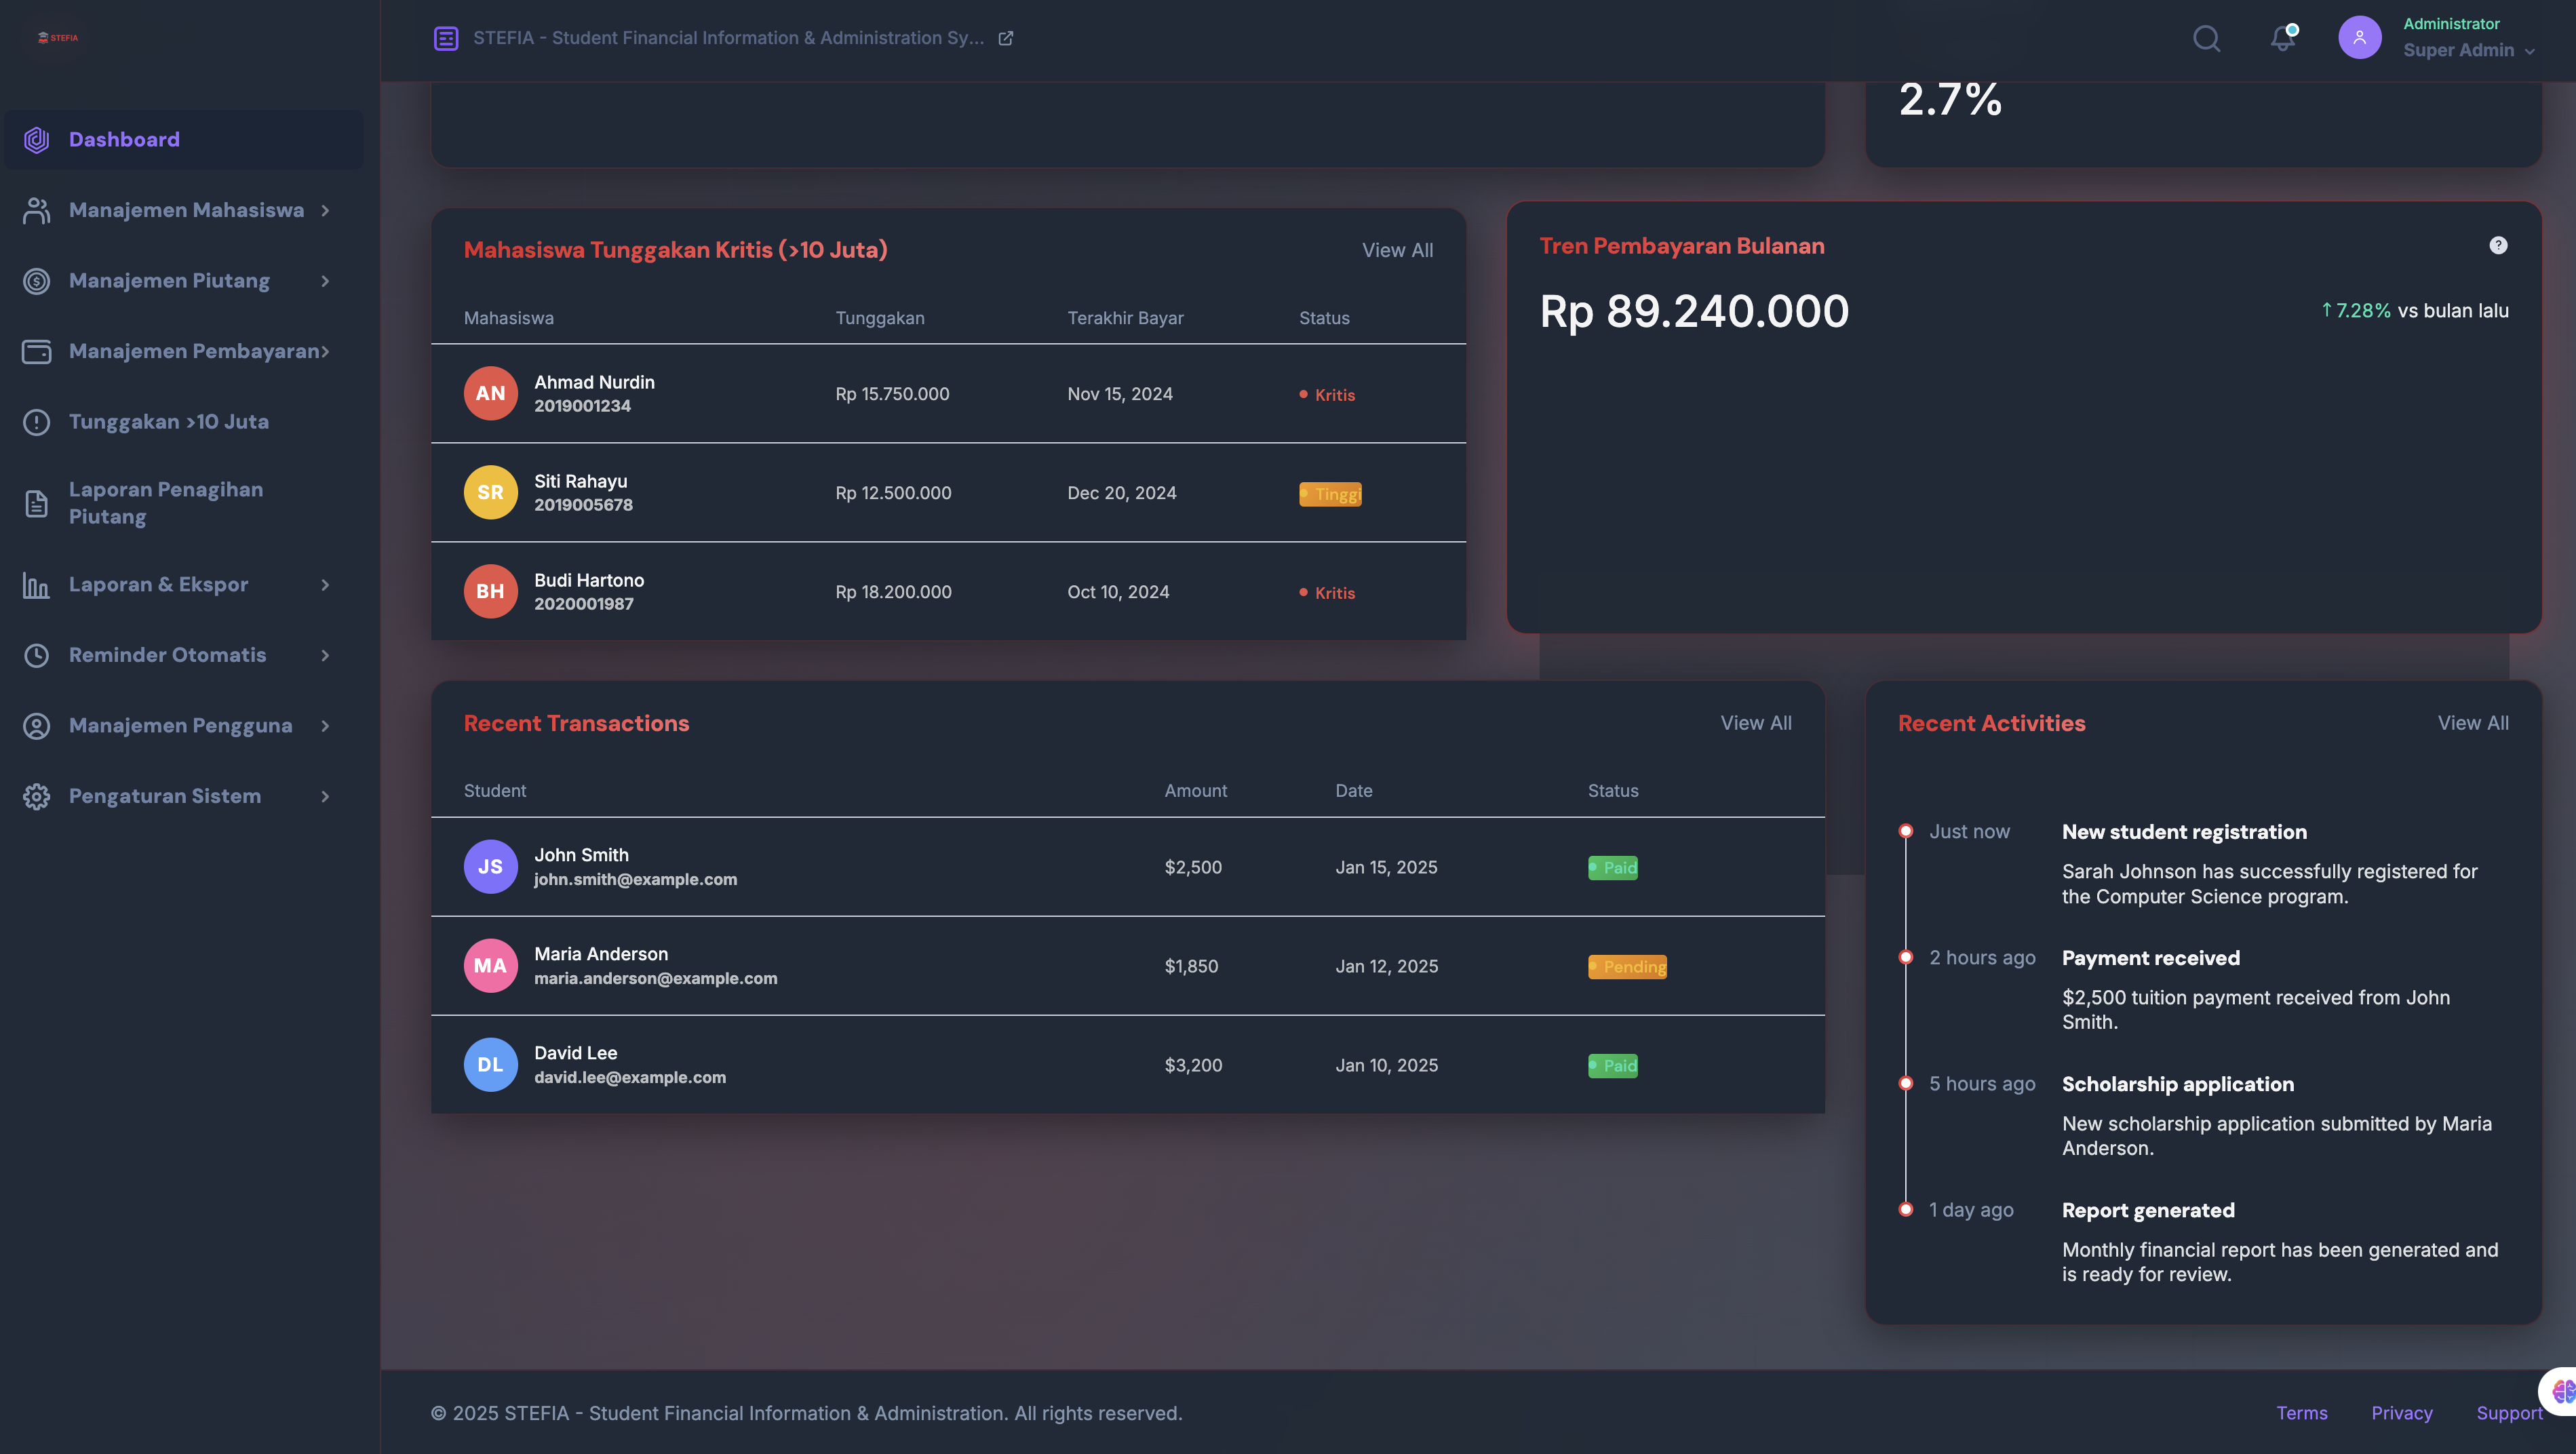 STEFIA
STEFIA - Student Financial Information & Administration Sy...
Administrator
Super Admin
Dashboard
Manajemen Mahasiswa
Manajemen Piutang
Manajemen Pembayaran
Tunggakan >10 Juta
Laporan Penagihan
Piutang
Laporan & Ekspor
Reminder Otomatis
Manajemen Pengguna
Pengaturan Sistem
2.7%
Mahasiswa Tunggakan Kritis (>10 Juta)
View All
Mahasiswa Tunggakan Terakhir Bayar Status
AN
Ahmad Nurdin
2019001234
Rp 15.750.000
Nov 15, 2024
Kritis
SR
Siti Rahayu
2019005678
Rp 12.500.000
Dec 20, 2024
Tinggi
BH
Budi Hartono
2020001987
Rp 18.200.000
Oct 10, 2024
Kritis
Tren Pembayaran Bulanan
?
Rp 89.240.000
↑7.28% vs bulan lalu
Recent Transactions
View All
Student Amount Date Status
JS
John Smith
john.smith@example.com
$2,500
Jan 15, 2025
Paid
MA
Maria Anderson
maria.anderson@example.com
$1,850
Jan 12, 2025
Pending
DL
David Lee
david.lee@example.com
$3,200
Jan 10, 2025
Paid
Recent Activities
View All
Just now
New student registration
Sarah Johnson has successfully registered for
the Computer Science program.
2 hours ago
Payment received
$2,500 tuition payment received from John
Smith.
5 hours ago
Scholarship application
New scholarship application submitted by Maria
Anderson.
1 day ago
Report generated
Monthly financial report has been generated and
is ready for review.
© 2025 STEFIA - Student Financial Information & Administration. All rights reserved.
Terms Privacy Support